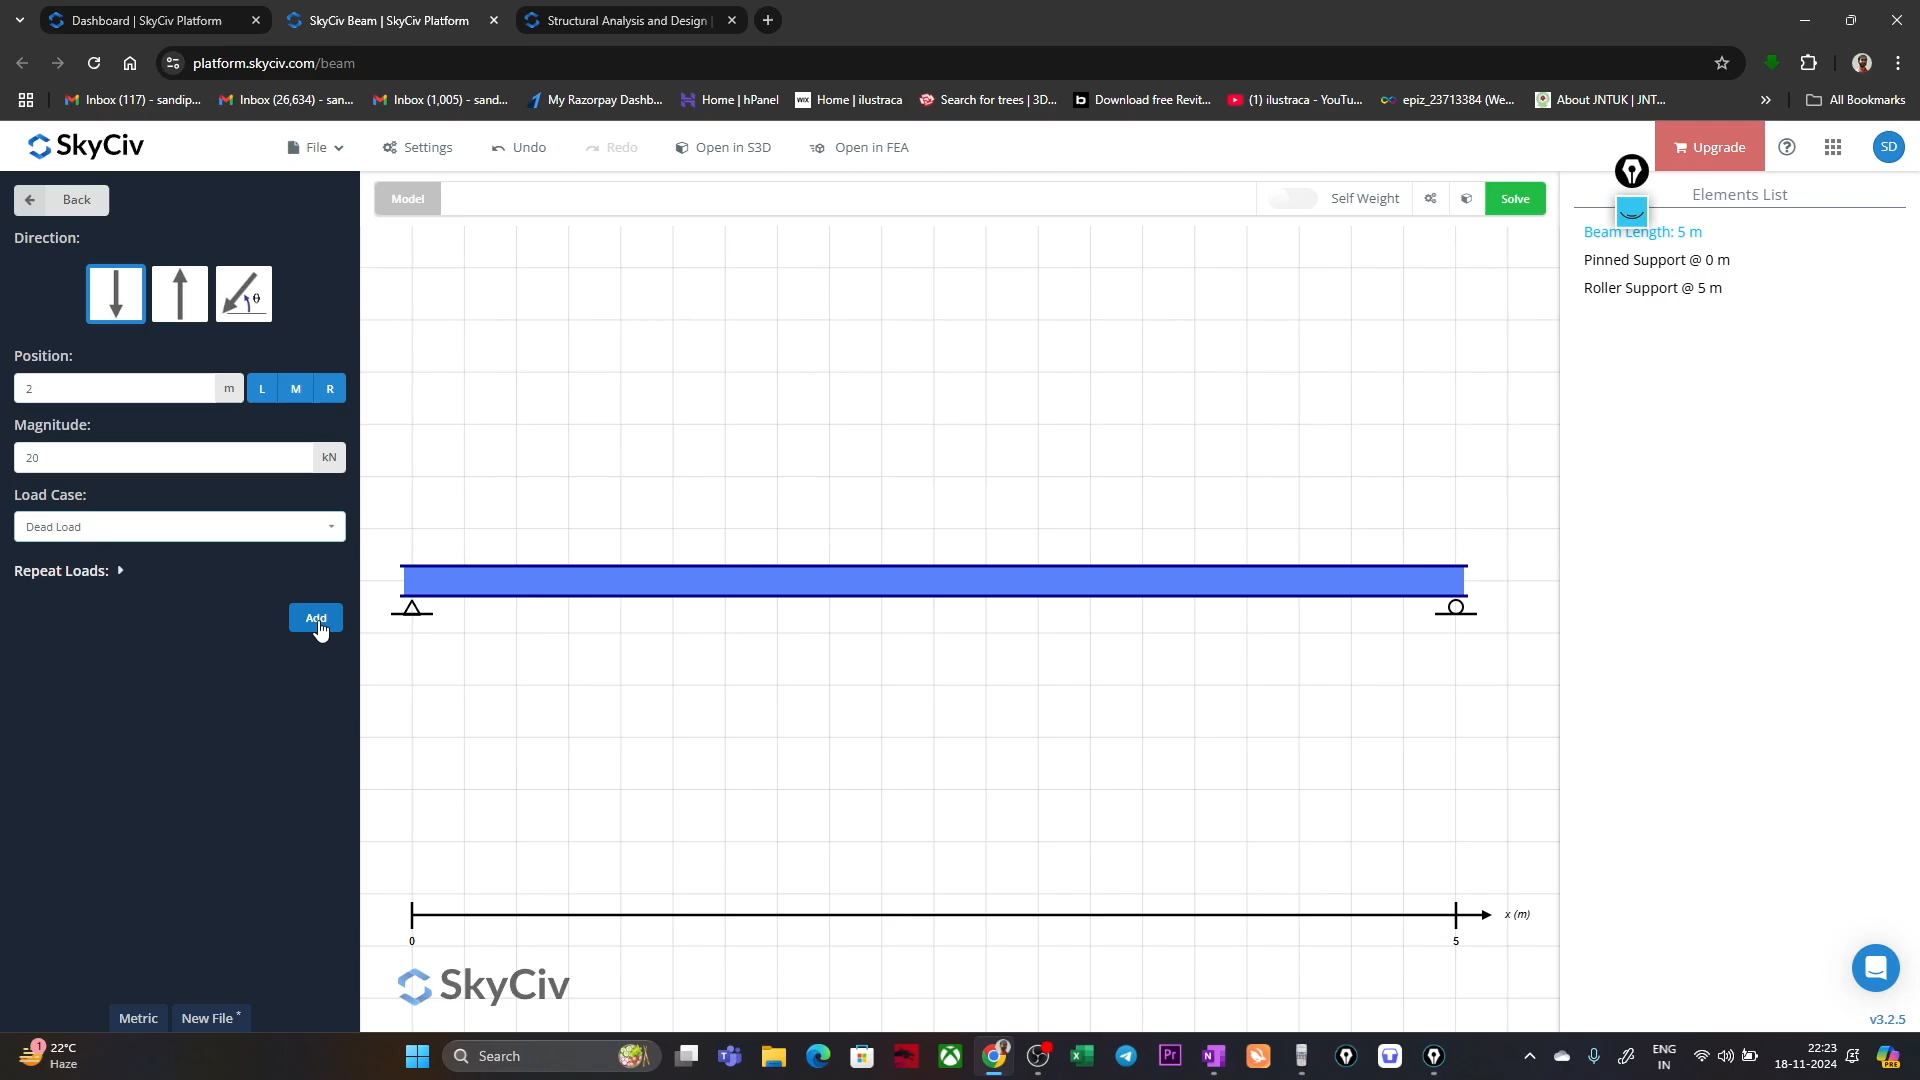 Dashboard | SkyCiv Platform
SkyCiv Beam | SkyCiv Platform
Structural Analysis and Design |
platform.skyciv.com/beam
Inbox (117) - sandip...
Inbox (26,634) - san...
Inbox (1,005) - sand...
My Razorpay Dashb...
Home | hPanel
WiX
Home | ilustraca
Search for trees | 3D...
Download free Revit...
(1) ilustraca - YouTu...
epiz_23713384 (We...
About JNTUK | JNT...
All Bookmarks
SkyCiv
File
Settings
Undo
Redo
Open in S3D
Open in FEA
Upgrade
SD
Back
Model
Self Weight
Solve
Elements List
Direction:
θ
Beam Length: 5 m
Pinned Support @ 0 m
Roller Support @ 5 m
Position:
2
m
L
M
R
Magnitude:
20
kN
Load Case:
Dead Load
Repeat Loads:
Add
x (m)
0
5
SkyCiv
Metric
New File *
v3.2.5
1
22°C
Haze
Search
Pr
ENG
IN
22:23
18-11-2024
PRE